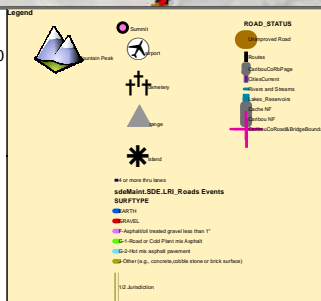 Legend
Mountain Peak
Summit
Airport
Cemetery
Range
Island
4 or more thru lanes
sdeMaint.SDE.LRI_Roads Events
SURFTYPE
EARTH
GRAVEL
F-Asphalt/oil treated gravel less than 1"
G-1-Road or Cold Plant mix Asphalt
G-2-Hot mix asphalt pavement
J-Other (e.g., concrete,cobble stone or brick surface)
1/2 Jurisdiction
ROAD_STATUS
Unimproved Road
Routes
CaribouCoRbPage
CitiesCurrent
Rivers and Streams
Lakes_Reservoirs
Cache NF
Caribou NF
CaribouCoRoad&BridgeBound